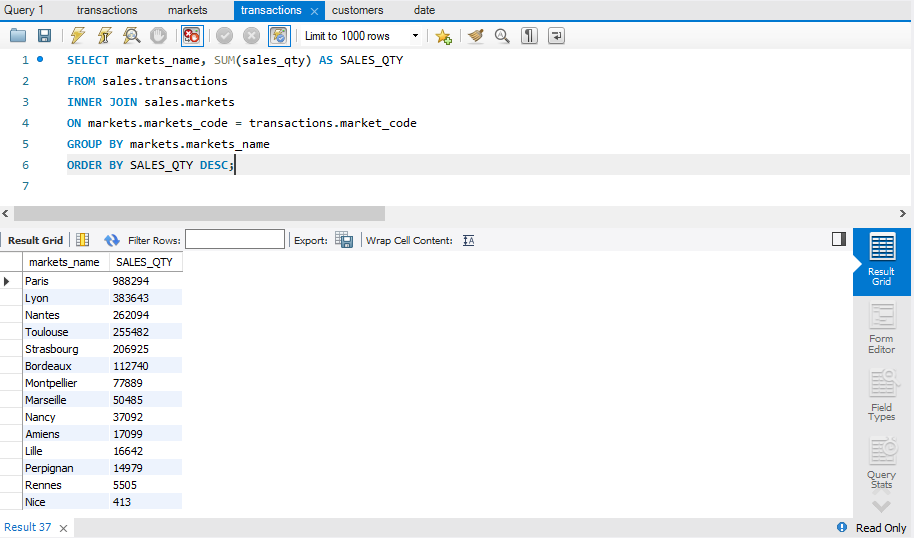 Query 1 transactions markets transactions customers date
Limit to 1000 rows
1 SELECT markets_name, SUM(sales_qty) AS SALES_QTY
2 FROM sales.transactions
3 INNER JOIN sales.markets
4 ON markets.markets_code = transactions.market_code
5 GROUP BY markets.markets_name
6 ORDER BY SALES_QTY DESC;
7
Result Grid Filter Rows: Export: Wrap Cell Content: IA
markets_name SALES_QTY
Paris 988294
Lyon 383643
Nantes 262094
Toulouse 255482
Strasbourg 206925
Bordeaux 112740
Montpellier 77889
Marseille 50485
Nancy 37092
Amiens 17099
Lille 16642
Perpignan 14979
Rennes 5505
Nice 413
Result
Grid
Form
Editor
Field
Types
Query
Stats
Result 37 Read Only